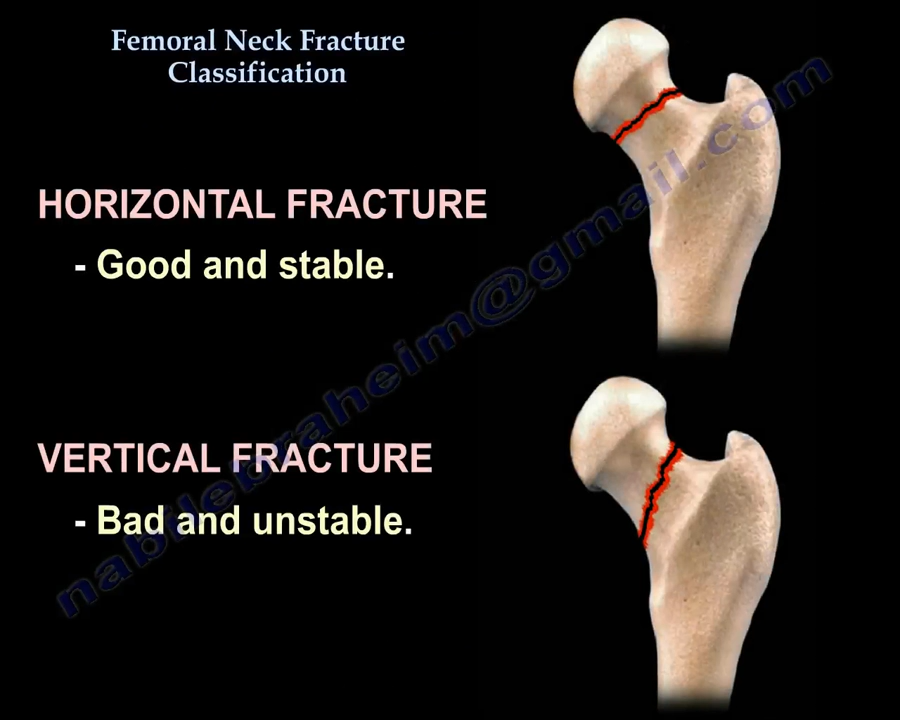 Femoral Neck Fracture
Classification
HORIZONTAL FRACTURE
- Good and stable.
VERTICAL FRACTURE
- Bad and unstable.
nabilebraheim@gmail.com